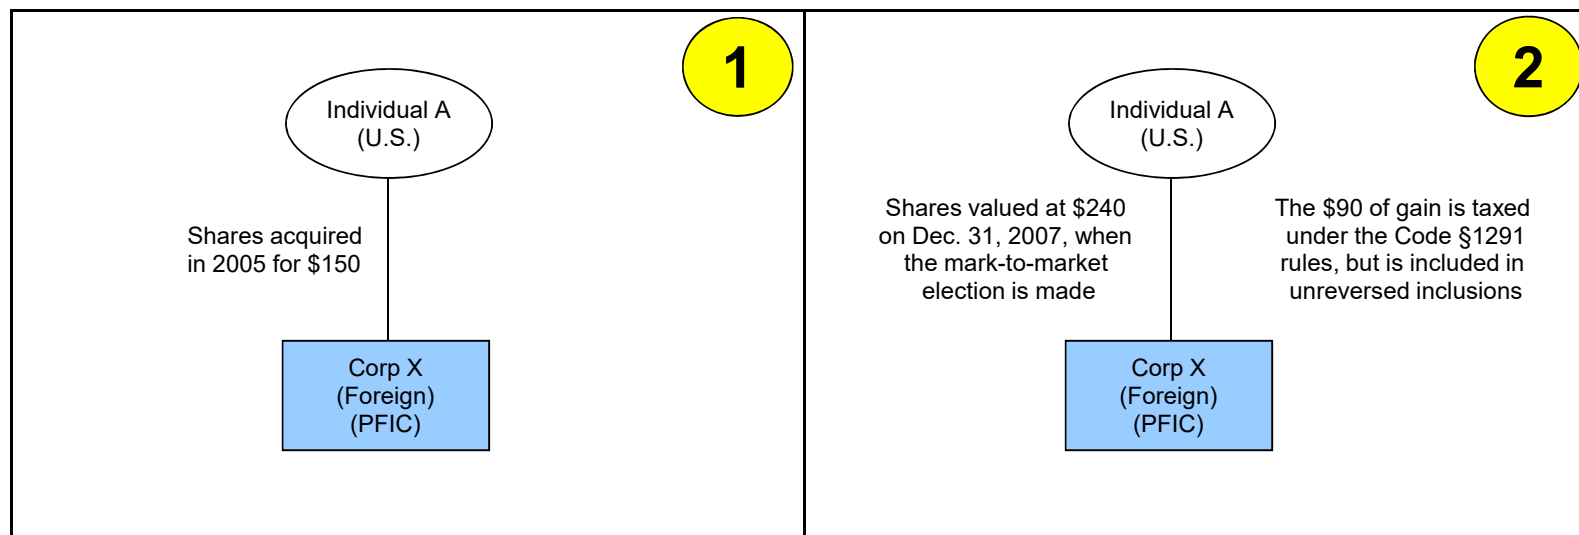 1
Individual A
(U.S.)
Shares acquired
in 2005 for $150
Corp X
(Foreign)
(PFIC)
2
Individual A
(U.S.)
Shares valued at $240
on Dec. 31, 2007, when
the mark-to-market
election is made
The $90 of gain is taxed
under the Code §1291
rules, but is included in
unreversed inclusions
Corp X
(Foreign)
(PFIC)